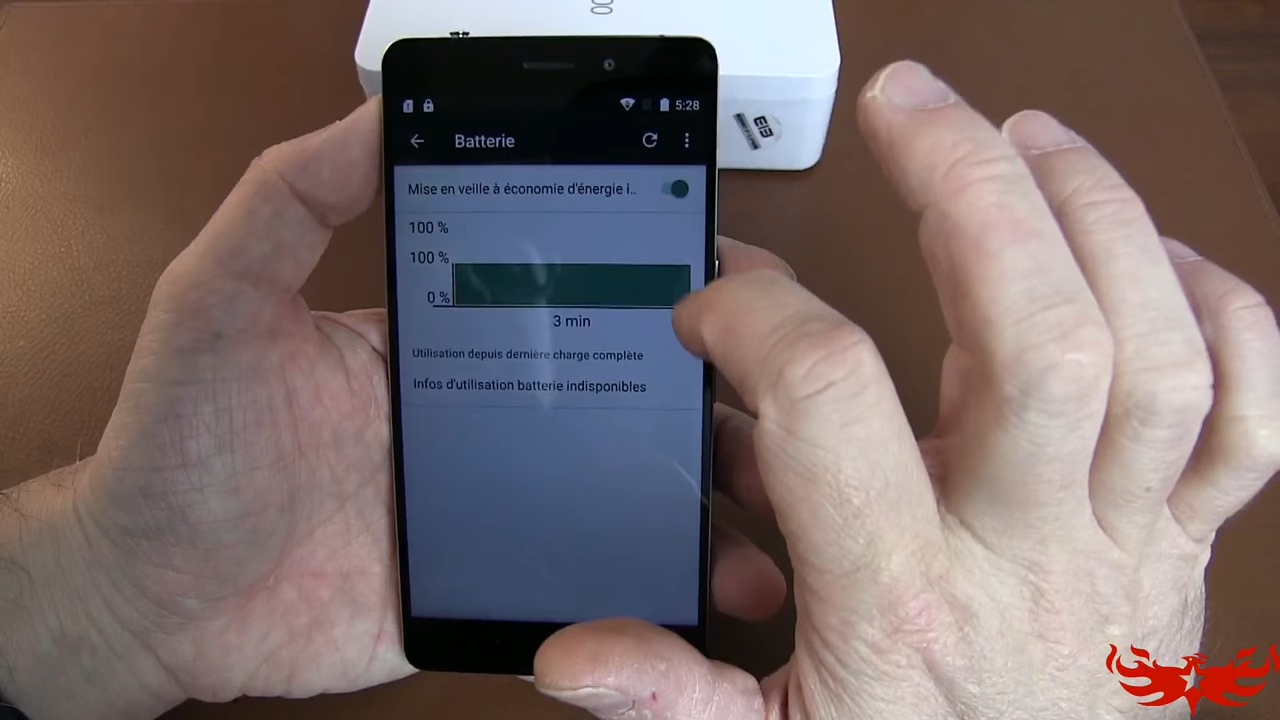 5:28
Batterie
Mise en veille à économie d'énergie i..
100 %
100 %
0 %
3 min
Utilisation depuis dernière charge complète
Infos d'utilisation batterie indisponibles